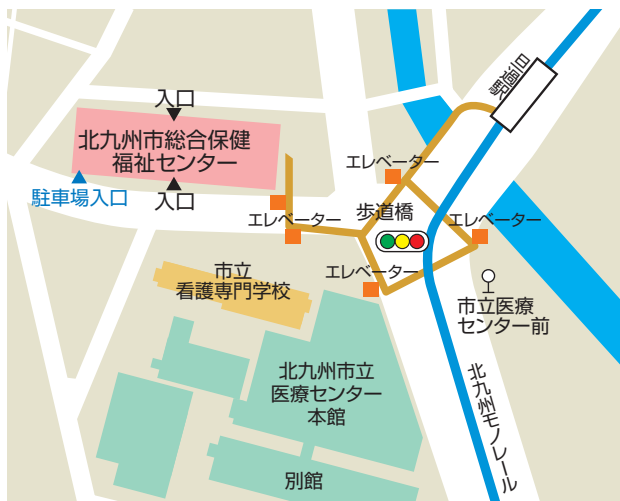 旦過駅
入口
北九州市総合保健
福祉センター
駐車場入口
入口
エレベーター
エレベーター
歩道橋
エレベーター
エレベーター
市立
看護専門学校
市立医療
センター前
北九州市立
医療センター
本館
別館
北九州モノレール